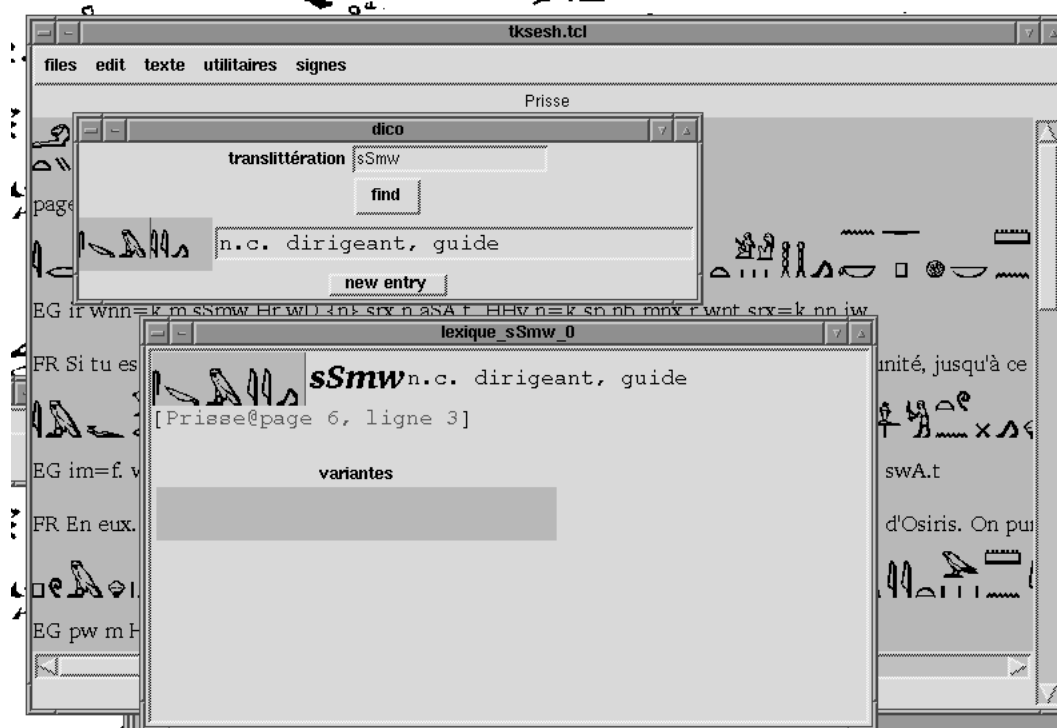 tksesh.tcl
files edit texte utilitaires signes
Prisse
dico
translittération sSmw
find
page
n.c. dirigeant, guide
new entry
EG ir wnn=k m sSmw Hr wD {n} srx n aSA.t HHy n=k sp nb mnx r wnt srx=k nn iw
lexique_sSmw_0
FR Si tu es
unité, jusqu'à ce
sSmw n.c. dirigeant, guide
[Prisse@page 6, ligne 3]
EG im=f.
swA.t
variantes
FR En eux.
d'Osiris. On
EG pw m